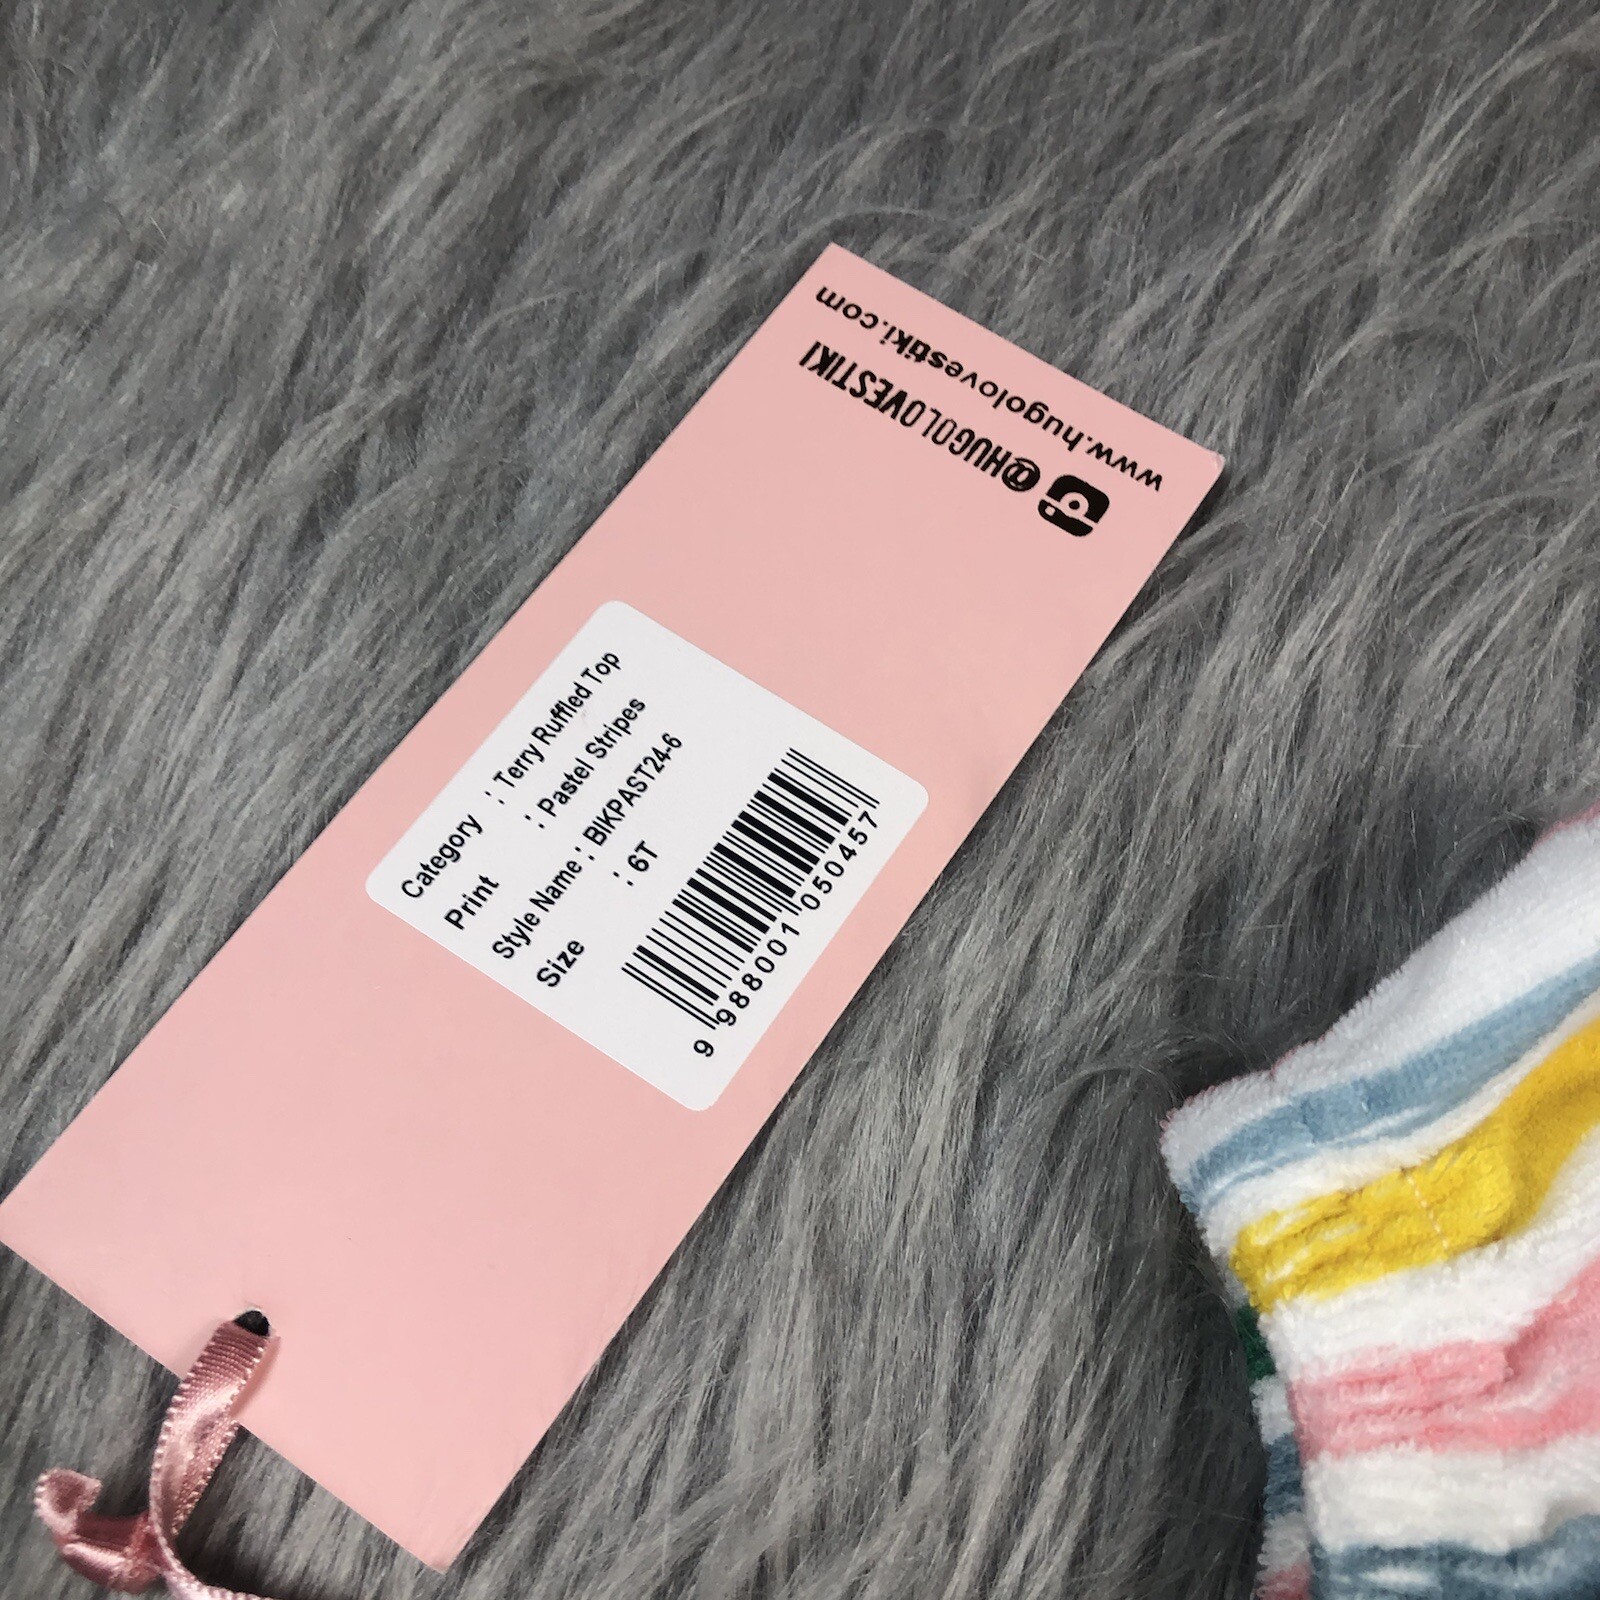 www.hugolovestiki.com
@HUGOLOVESTIKI
Category : Terry Ruffled Top
Print : Pastel Stripes
Style Name : BIKPAST24-6
Size : 6T
9 988001 050457